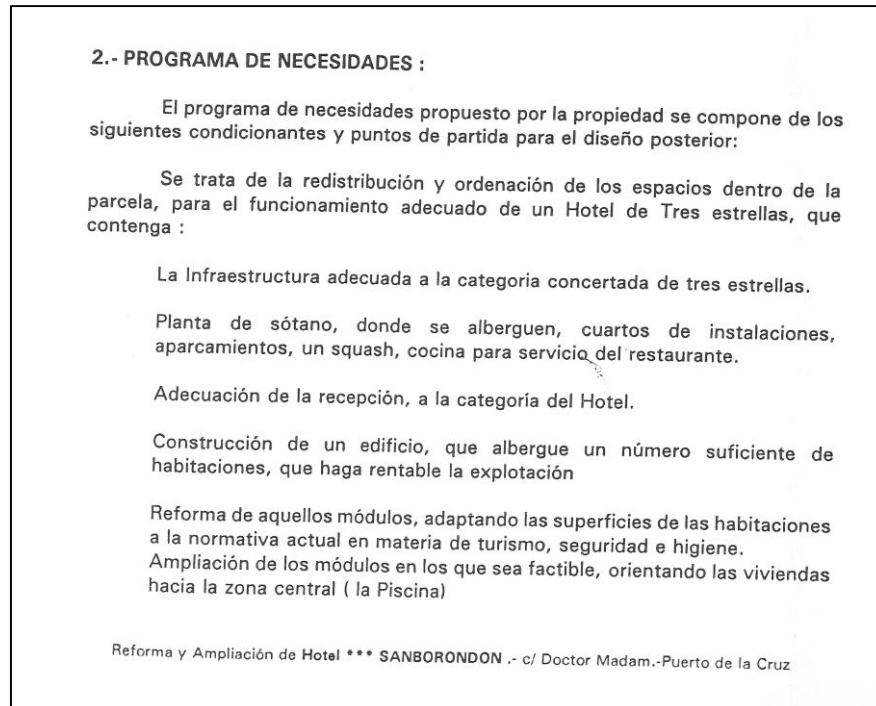 2.- PROGRAMA DE NECESIDADES :
El programa de necesidades propuesto por la propiedad se compone de los
siguientes condicionantes y puntos de partida para el diseño posterior:
Se trata de la redistribución y ordenación de los espacios dentro de la
parcela, para el funcionamiento adecuado de un Hotel de Tres estrellas, que
contenga :
La Infraestructura adecuada a la categoria concertada de tres estrellas.
Planta de sótano, donde se alberguen, cuartos de instalaciones,
aparcamientos, un squash, cocina para servicio del restaurante.
Adecuación de la recepción, a la categoría del Hotel.
Construcción de un edificio, que albergue un número suficiente de
habitaciones, que haga rentable la explotación
Reforma de aquellos módulos, adaptando las superficies de las habitaciones
a la normativa actual en materia de turismo, seguridad e higiene.
Ampliación de los módulos en los que sea factible, orientando las viviendas
hacia la zona central ( la Piscina)
Reforma y Ampliación de Hotel *** SANBORONDON .- c/ Doctor Madam.-Puerto de la Cruz